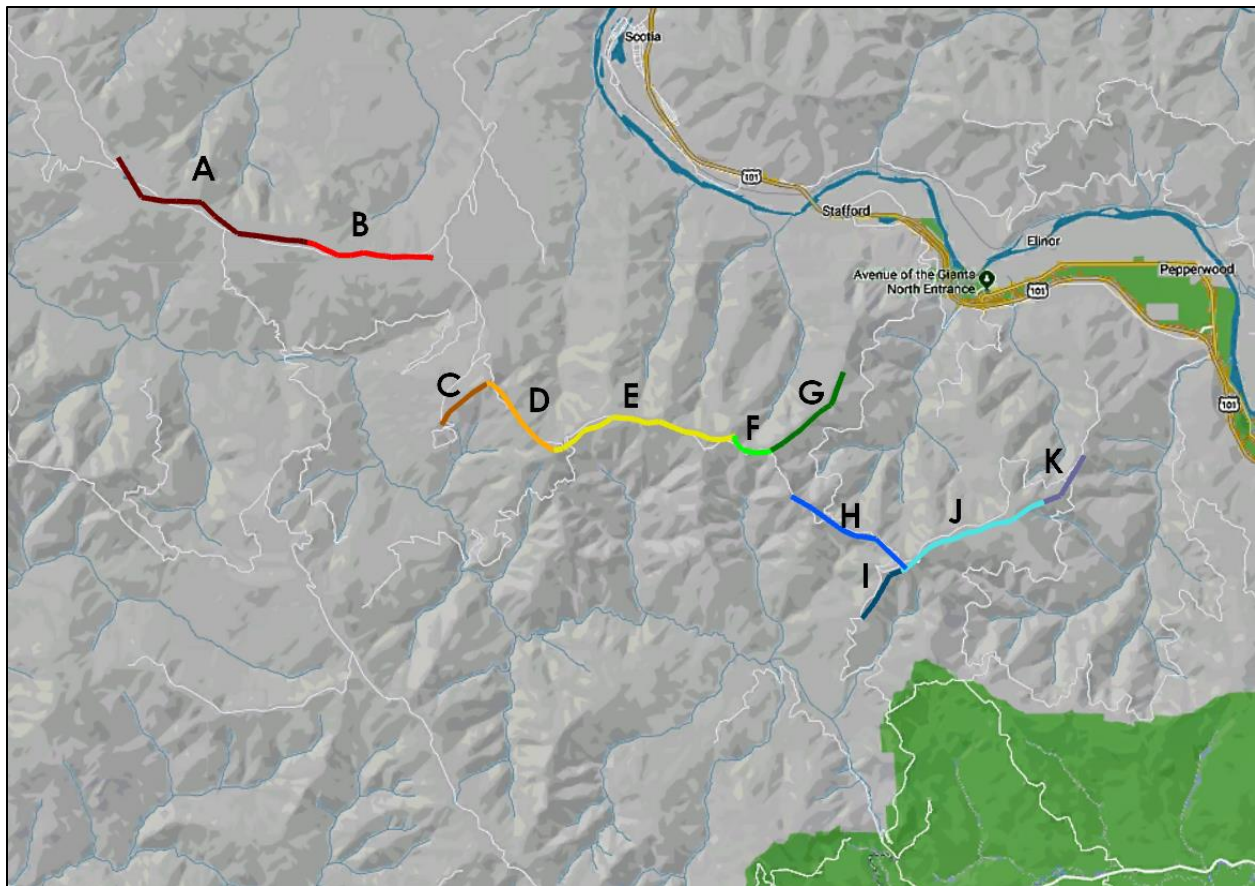 Scotia
101
Stafford
A
B
Elinor
Avenue of the Giants
North Entrance
101
Pepperwood
C
D
E
F
G
101
H
I
J
K